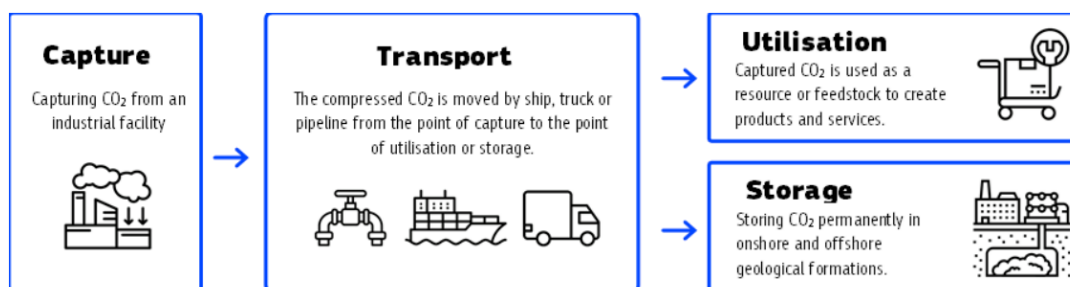 Capture
Capturing CO₂ from an
industrial facility
Transport
The compressed CO₂ is moved by ship, truck or
pipeline from the point of capture to the point
of utilisation or storage.
Utilisation
Captured CO₂ is used as a
resource or feedstock to create
products and services.
Storage
Storing CO₂ permanently in
onshore and offshore
geological formations.